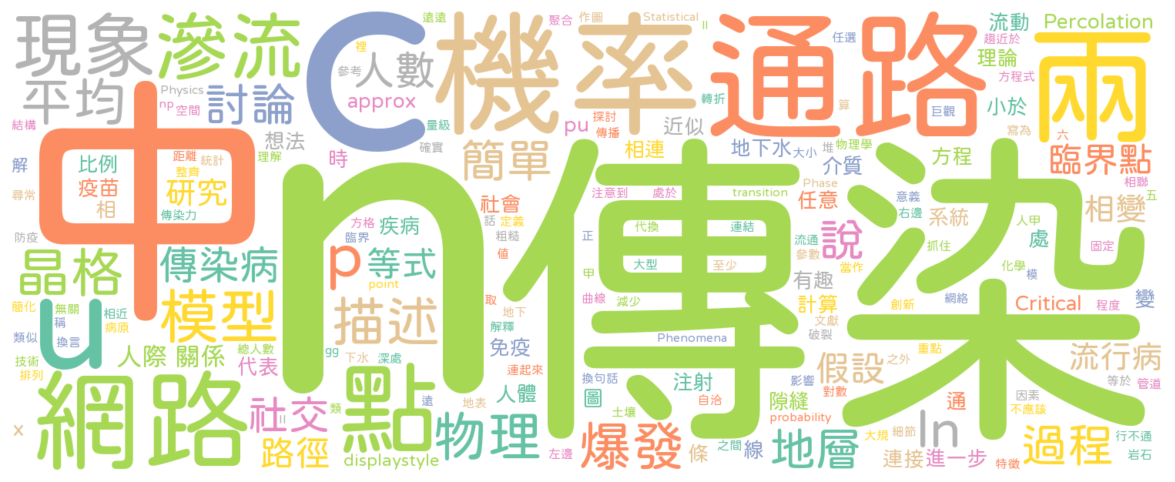 現象
滲流
C
機率
通路
兩
平均
Physics
np
空間
討論
遠遠
人數
參考
裡
approx
量級
確實
聚合
作圖
Statistical
II
轉折
pu
探討
傳播
近似
任選
算
巨觀
流動
理論
Percolation
趨近於
方程式
小於
寫為
六
中
n
傳染
結構
解
尋常
防疫
比例
疫苗
相
距離
統計
整齊
理解
研究
傳染力
想法
時
簡單
相連
地下水
大小
堆
物理學
介質
方程
臨界點
相聯
五
注意到
處於
transition
Phase
任意
意義
右邊
系統
人甲
相變
固定
社會
話
定義
粗糙
值
方格
臨界
疾病
正
甲
代換
連結
大型
至少
流通
參數
說
當作
抓住
處
化學
模
變
晶格
傳染病
p
等式
point
曲線
減少
有趣
計算
文獻
破裂
創新
網絡
Critical
程度
u
簡化
無關
稱
相近
病原
類似
換言
模型
描述
取
地下
解釋
免疫
Phenomena
重點
流行病
技術
排列
人際
關係
總人數
代表
gg
下水
深處
連起來
換句話
影響
對數
假設
之外
等於
管道
網路
社交
類
II
點
遠
地表
人體
物理
圖
土壤
注射
自洽
隙縫
probability
通
因素
不應該
x
路徑
displaystyle
左邊
爆發
條
之間
線
地層
大規
細節
ln
連接
進一步
特徵
過程
行不通
岩石